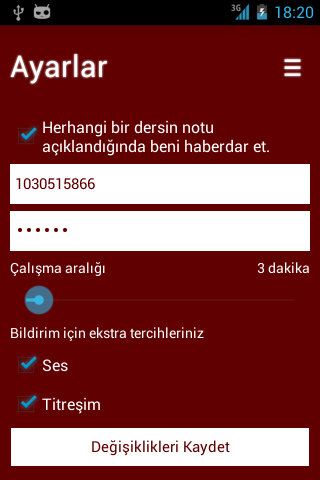 3G 18:20
Ayarlar
Herhangi bir dersin notu
açıklandığında beni haberdar et.
1030515866
••••••
Çalışma aralığı 3 dakika
Bildirim için ekstra tercihleriniz
Ses
Titreşim
Değişiklikleri Kaydet